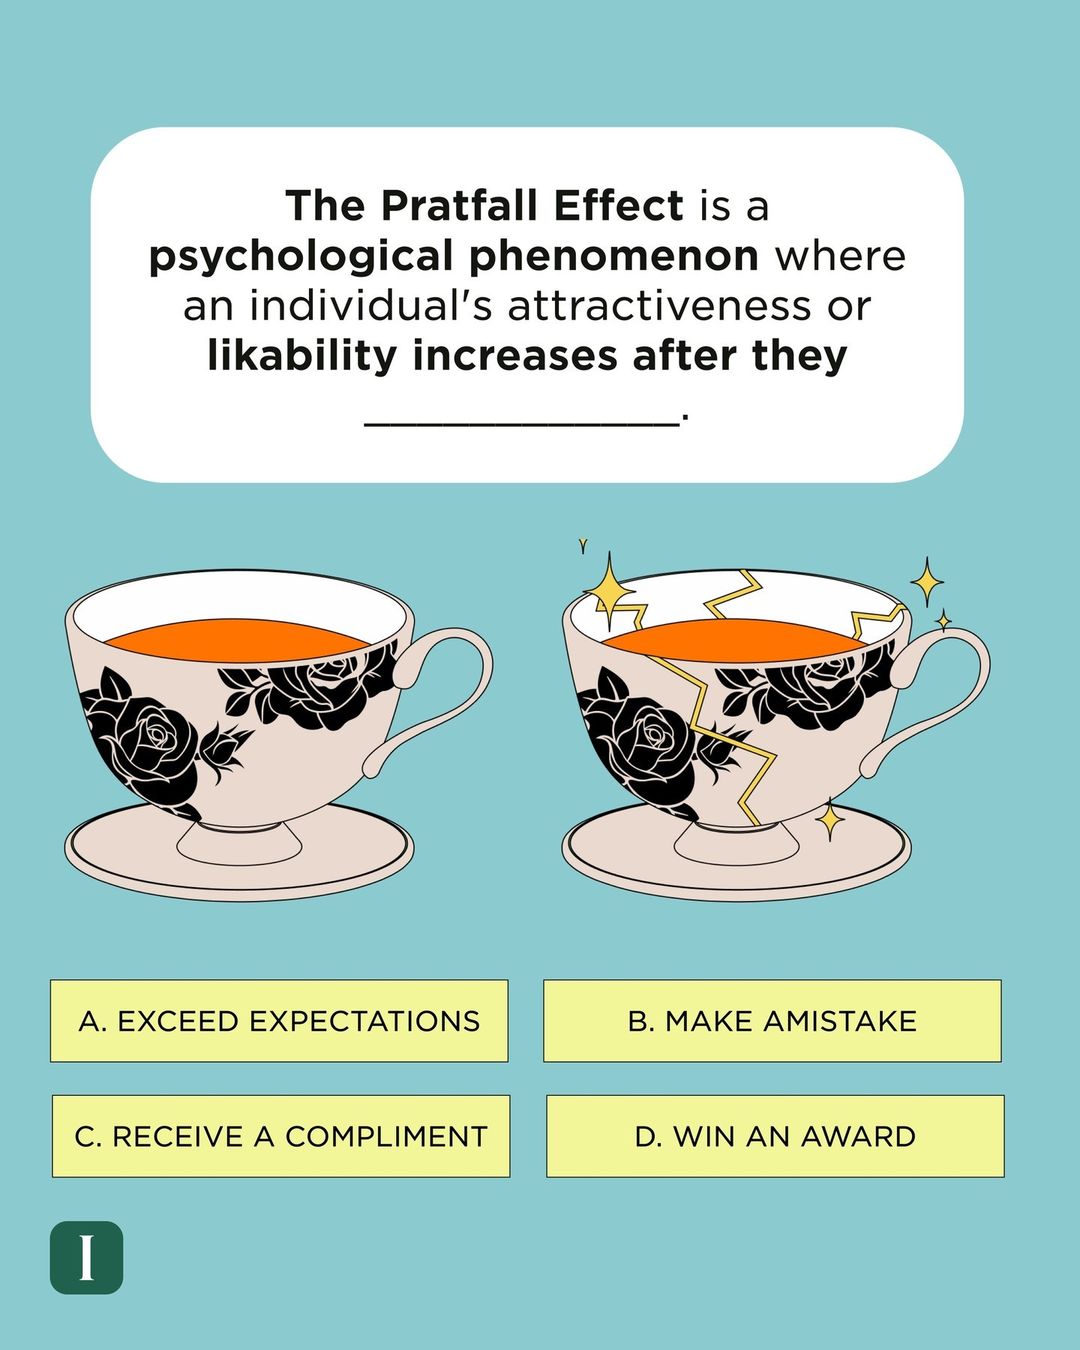 The Pratfall Effect is a
psychological phenomenon where
an individual's attractiveness or
likability increases after they
____________.
A. EXCEED EXPECTATIONS
B. MAKE AMISTAKE
C. RECEIVE A COMPLIMENT
D. WIN AN AWARD
I